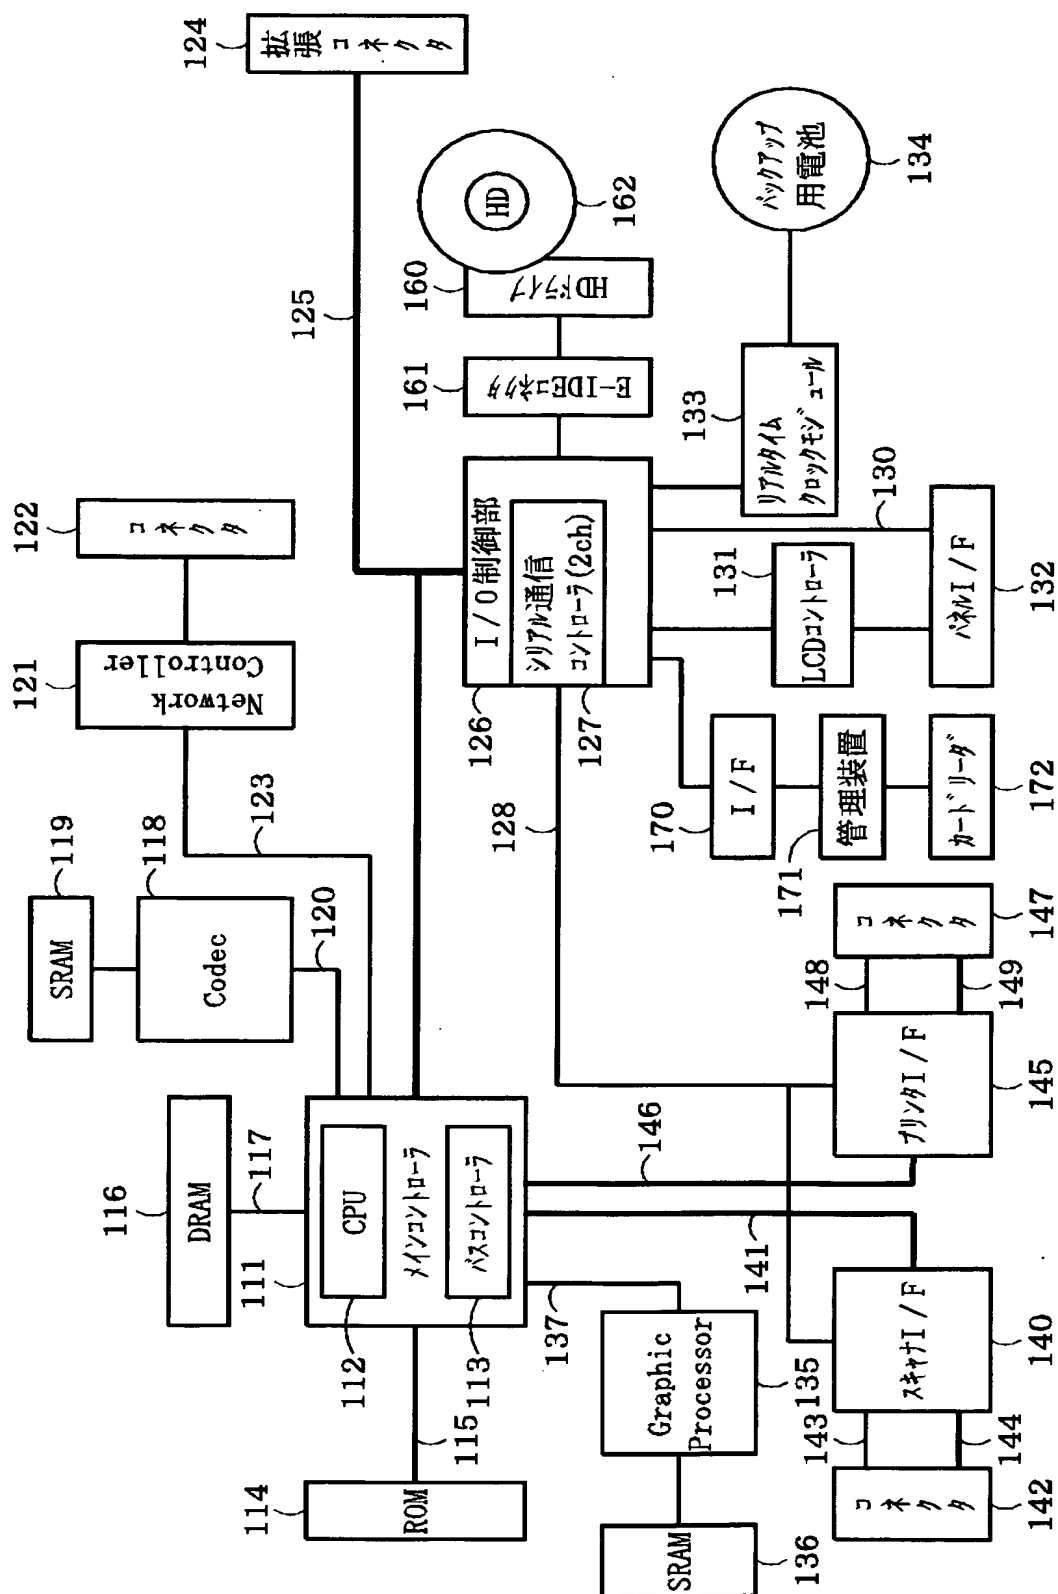 116
DRAM
117
111
CPU
112
メインコントローラ
バスコントローラ
113
114
ROM
115
119
SRAM
118
Codec
120
121
Network
Controller
122
コネクタ
123
124
拡張
コネクタ
125
I/O制御部
126
シリアル通信
コントローラ(2ch)
127
128
161
E-IDEコネクタ
160
HDドライブ
HD
162
133
リアルタイム
クロックモジュール
バックアップ
用電池
134
130
131
LCDコントローラ
パネルI/F
132
170
I/F
171
管理装置
カードリーダ
172
137
Graphic
Processor
135
SRAM
136
141
146
スキャナI/F
140
143
144
コネクタ
142
プリンタI/F
145
148
149
コネクタ
147